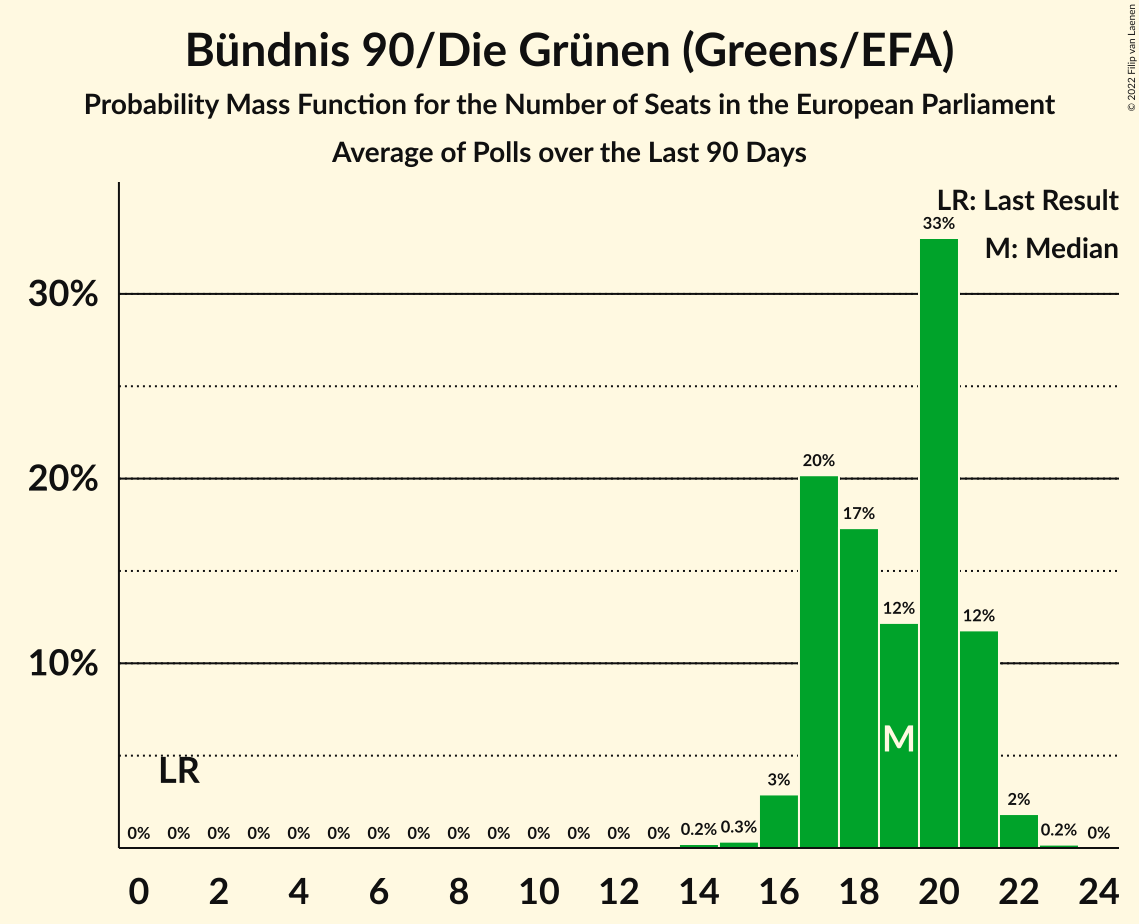 Bündnis 90/Die Grünen (Greens/EFA)
Probability Mass Function for the Number of Seats in the European Parliament
Average of Polls over the Last 90 Days
© 2022 Filip van Laenen
LR: Last Result
M: Median
30%
20%
10%
33%
20%
17%
12%
12%
M
LR
3%
2%
0% 0% 0% 0% 0% 0% 0% 0% 0% 0% 0% 0% 0% 0% 0.2% 0.3% 0.2% 0%
0 2 4 6 8 10 12 14 16 18 20 22 24